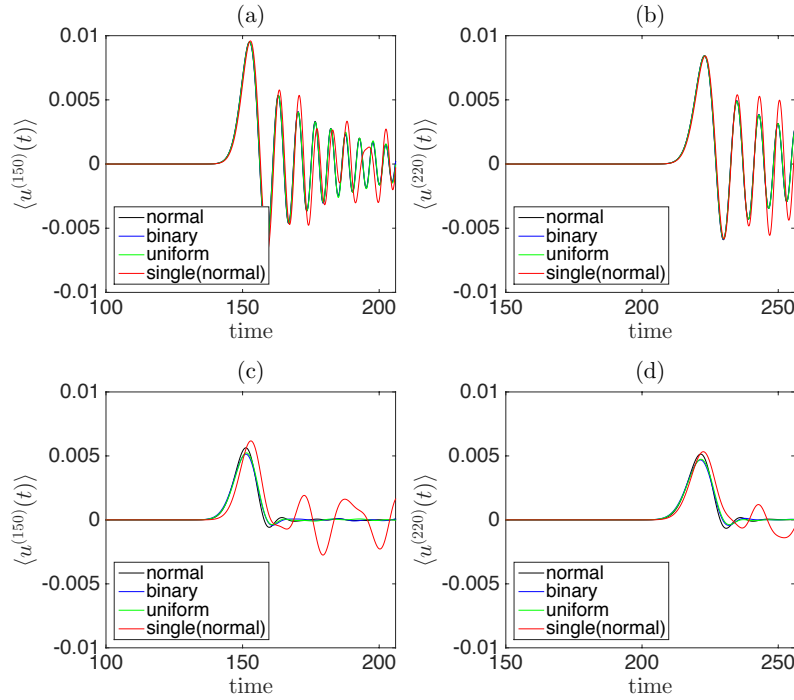 (a)
⟨u^(150)(t)⟩
0.01
0.005
0
-0.005
-0.01
normal
binary
uniform
single(normal)
100 150 200
time
(b)
⟨u^(220)(t)⟩
0.01
0.005
0
-0.005
-0.01
normal
binary
uniform
single(normal)
150 200 250
time
(c)
⟨u^(150)(t)⟩
0.01
0.005
0
-0.005
-0.01
normal
binary
uniform
single(normal)
100 150 200
time
(d)
⟨u^(220)(t)⟩
0.01
0.005
0
-0.005
-0.01
normal
binary
uniform
single(normal)
150 200 250
time